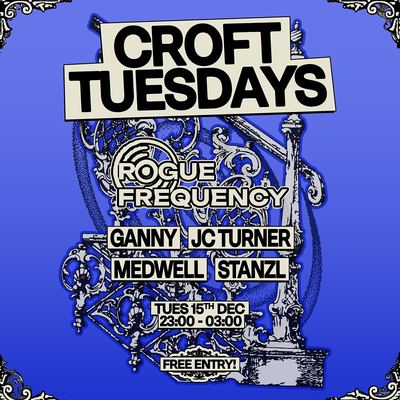 CROFT
TUESDAYS
ROGUE
FREQUENCY
GANNY JC TURNER
MEDWELL STANZL
TUES 15TH DEC
23:00 - 03:00
FREE ENTRY!